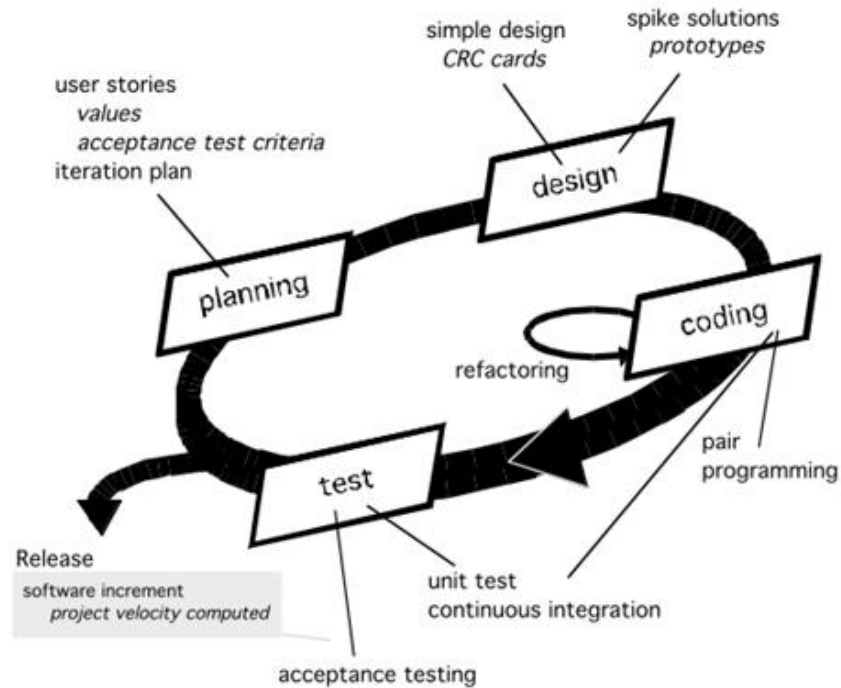 spike solutions
prototypes
simple design
CRC cards
user stories
values
acceptance test criteria
iteration plan
design
planning
coding
refactoring
test
pair
programming
Release
software increment
project velocity computed
unit test
continuous integration
acceptance testing